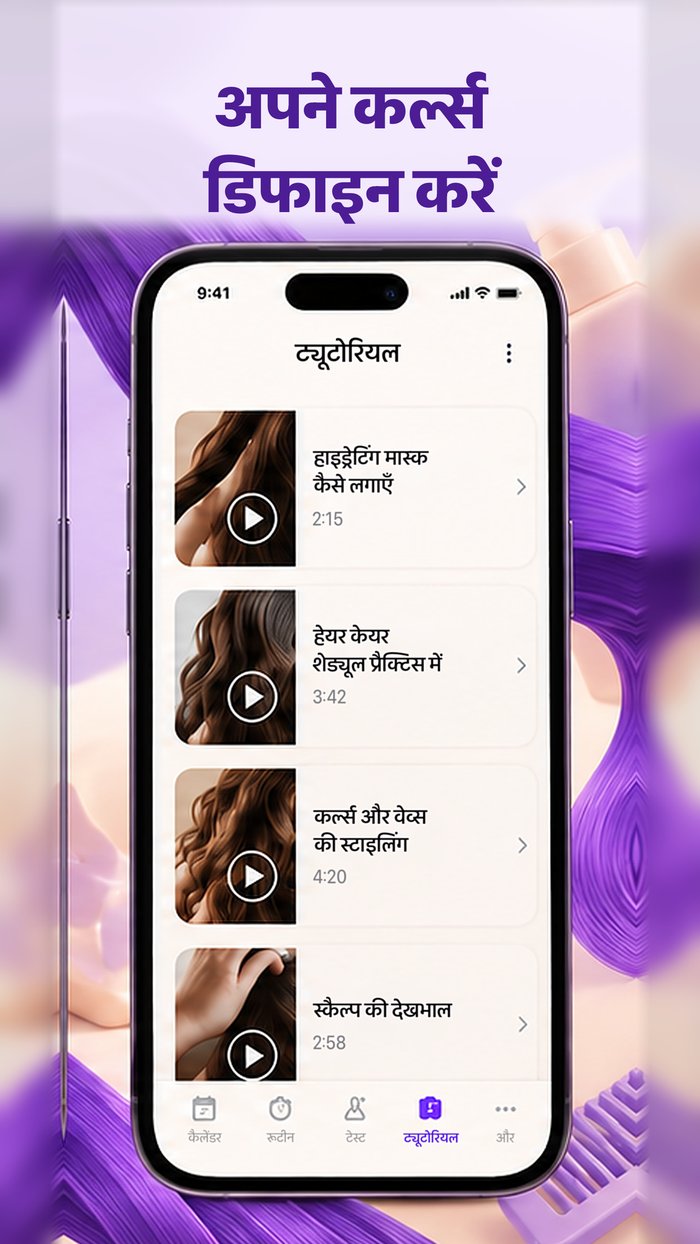 अपने कर्ल्स
डिफाइन करें
9:41
ट्यूटोरियल
हाइड्रेटिंग मास्क
कैसे लगाएँ
2:15
हेयर केयर
शेड्यूल प्रैक्टिस में
3:42
कर्ल्स और वेव्स
की स्टाइलिंग
4:20
स्कैल्प की देखभाल
2:58
कैलेंडर
रूटीन
टेस्ट
ट्यूटोरियल
और